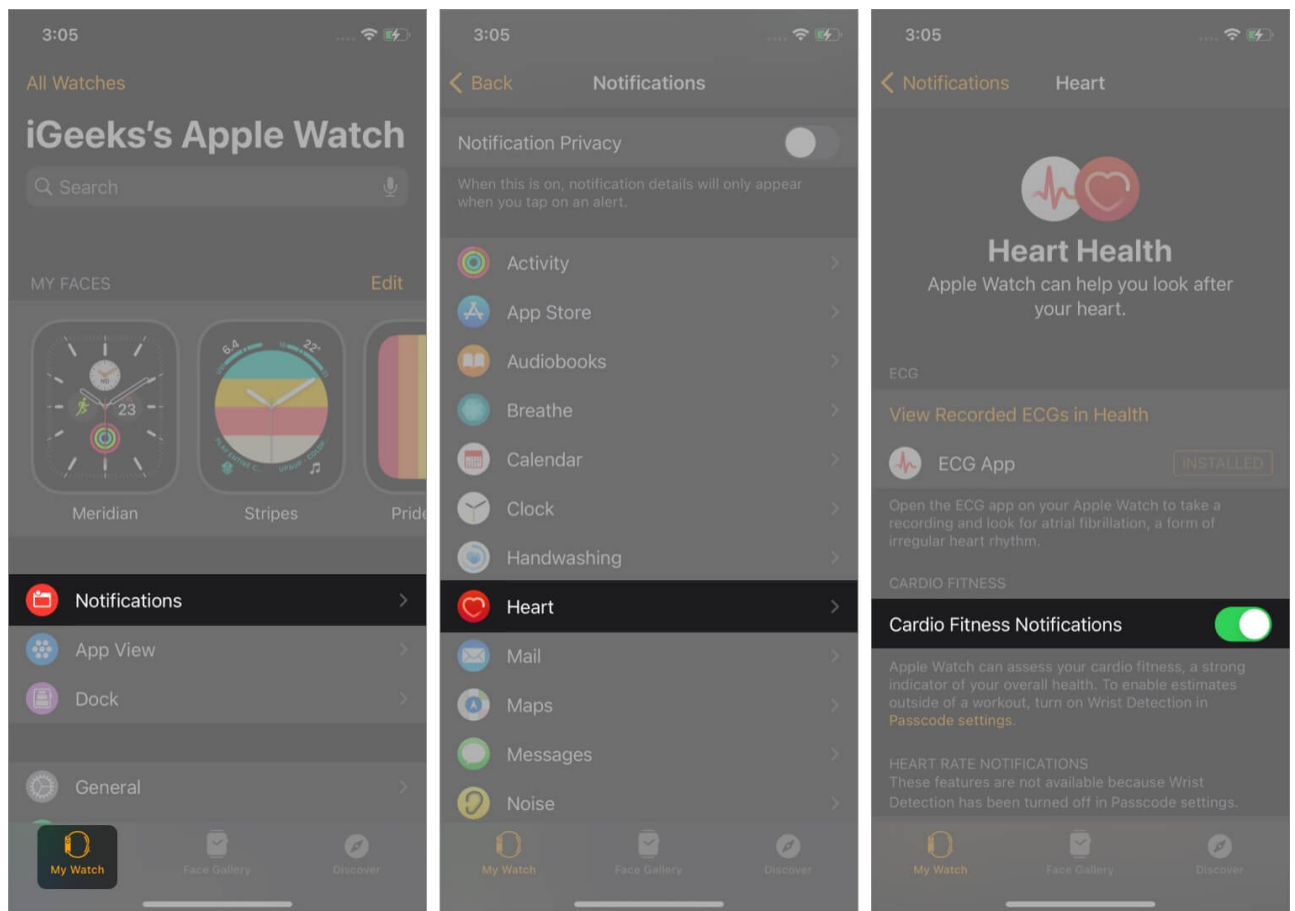 3:05
All Watches
iGeeks's Apple Watch
Search
MY FACES
Edit
6.4
22°
23
Meridian
Stripes
Pride
Notifications
App View
Dock
General
My Watch
Face Gallery
Discover
3:05
Back
Notifications
Notification Privacy
When this is on, notification details will only appear
when you tap on an alert.
Activity
App Store
Audiobooks
Breathe
Calendar
Clock
Handwashing
Heart
Mail
Maps
Messages
Noise
My Watch
Face Gallery
Discover
3:05
Notifications
Heart
Heart Health
Apple Watch can help you look after
your heart.
ECG
View Recorded ECGs in Health
ECG App
INSTALLED
Open the ECG app on your Apple Watch to take a
recording and look for atrial fibrillation, a form of
irregular heart rhythm.
CARDIO FITNESS
Cardio Fitness Notifications
Apple Watch can assess your cardio fitness, a strong
indicator of your overall health. To enable estimates
outside of a workout, turn on Wrist Detection in
Passcode settings.
HEART RATE NOTIFICATIONS
These features are not available because Wrist
Detection has been turned off in Passcode settings.
My Watch
Face Gallery
Discover